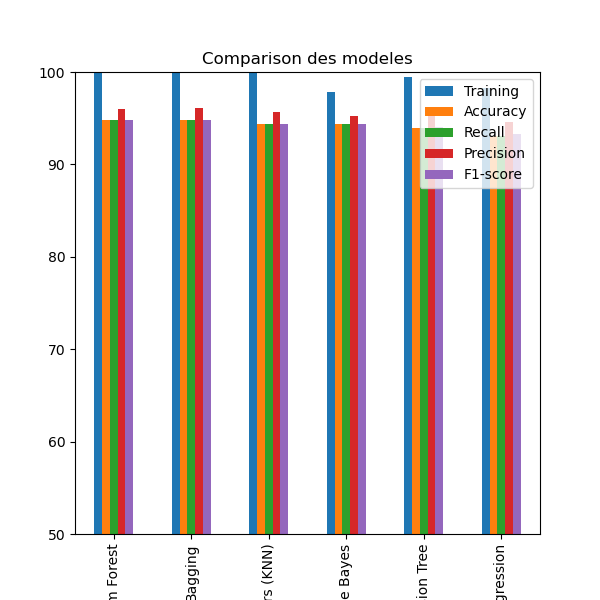 Comparison des modeles
100
90
80
70
60
50
Training
Accuracy
Recall
Precision
F1-score
m Forest
Bagging
rs (KNN)
e Bayes
ion Tree
gression